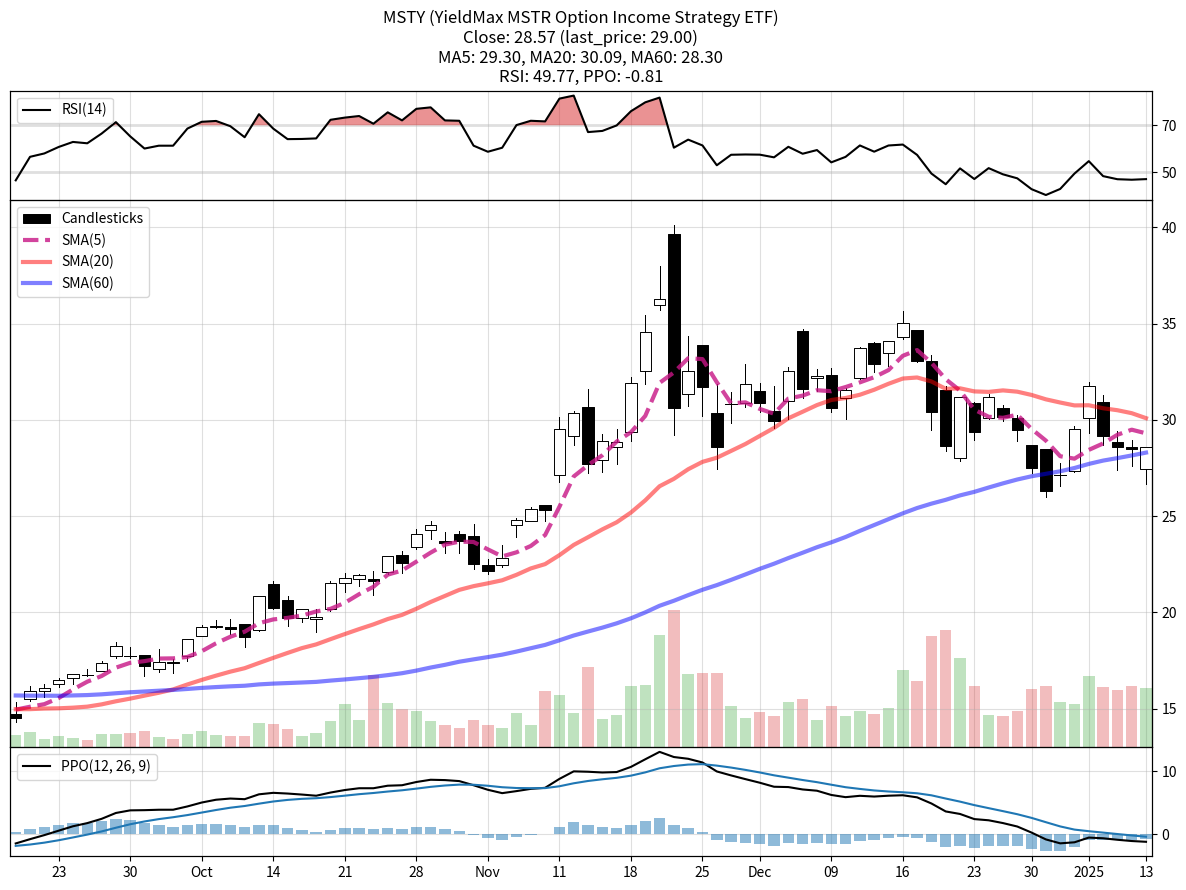 MSTY (YieldMax MSTR Option Income Strategy ETF)
Close: 28.57 (last_price: 29.00)
MA5: 29.30, MA20: 30.09, MA60: 28.30
RSI: 49.77, PPO: -0.81
RSI(14)
70
50
Candlesticks
SMA(5)
SMA(20)
SMA(60)
40
35
30
25
20
15
PPO(12, 26, 9)
10
0
23 30 Oct 14 21 28 Nov 11 18 25 Dec 09 16 23 30 2025 13